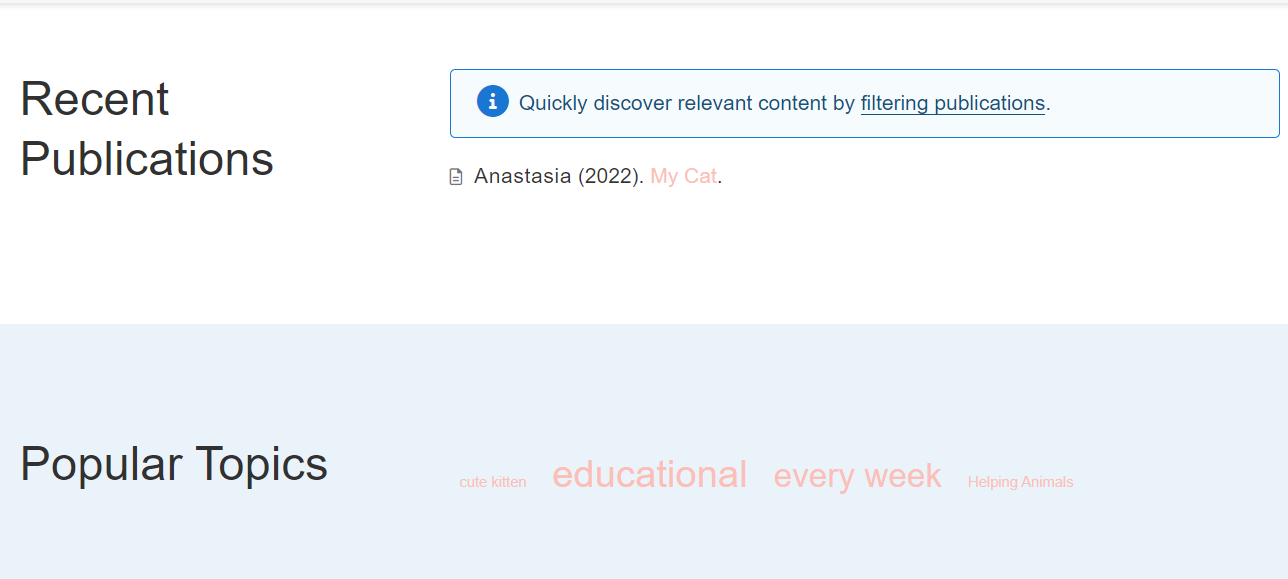 Recent
Publications
Quickly discover relevant content by filtering publications.
Anastasia (2022). My Cat.
Popular Topics
cute kitten educational every week Helping Animals